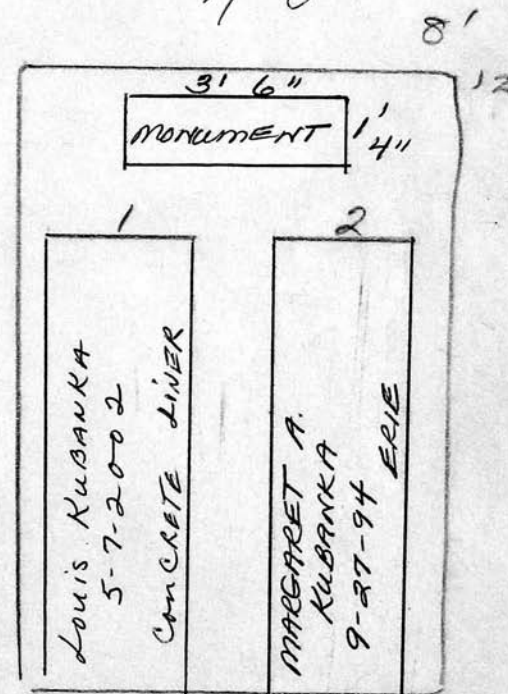 8'
12
3' 6"
MONUMENT
1' 4"
1
2
Louis KUBANKA
5-7-2002
CONCRETE LINER
MARGARET A.
KUBANKA
9-27-94
ERIE